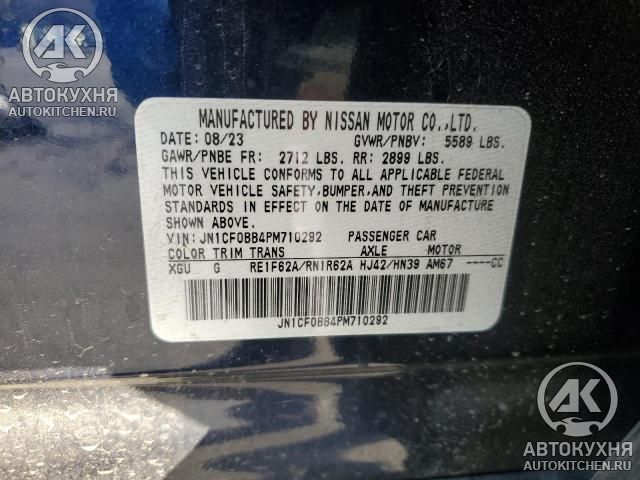 АК
АВТОКУХНЯ
AUTOKITCHEN.RU
MANUFACTURED BY NISSAN MOTOR CO.,LTD.
DATE: 08/23 GVWR/PNBV: 5589 LBS.
GAWR/PNBE FR: 2712 LBS. RR: 2899 LBS.
THIS VEHICLE CONFORMS TO ALL APPLICABLE FEDERAL
MOTOR VEHICLE SAFETY,BUMPER,AND THEFT PREVENTION
STANDARDS IN EFFECT ON THE DATE OF MANUFACTURE
SHOWN ABOVE.
VIN: JN1CF0BB4PM710292 PASSENGER CAR
COLOR TRIM TRANS AXLE MOTOR
XGU G RE1F62A/RN1R62A HJ42/HN39 AM67 ----CC
JN1CF0BB4PM710292
АК
АВТОКУХНЯ
AUTOKITCHEN.RU